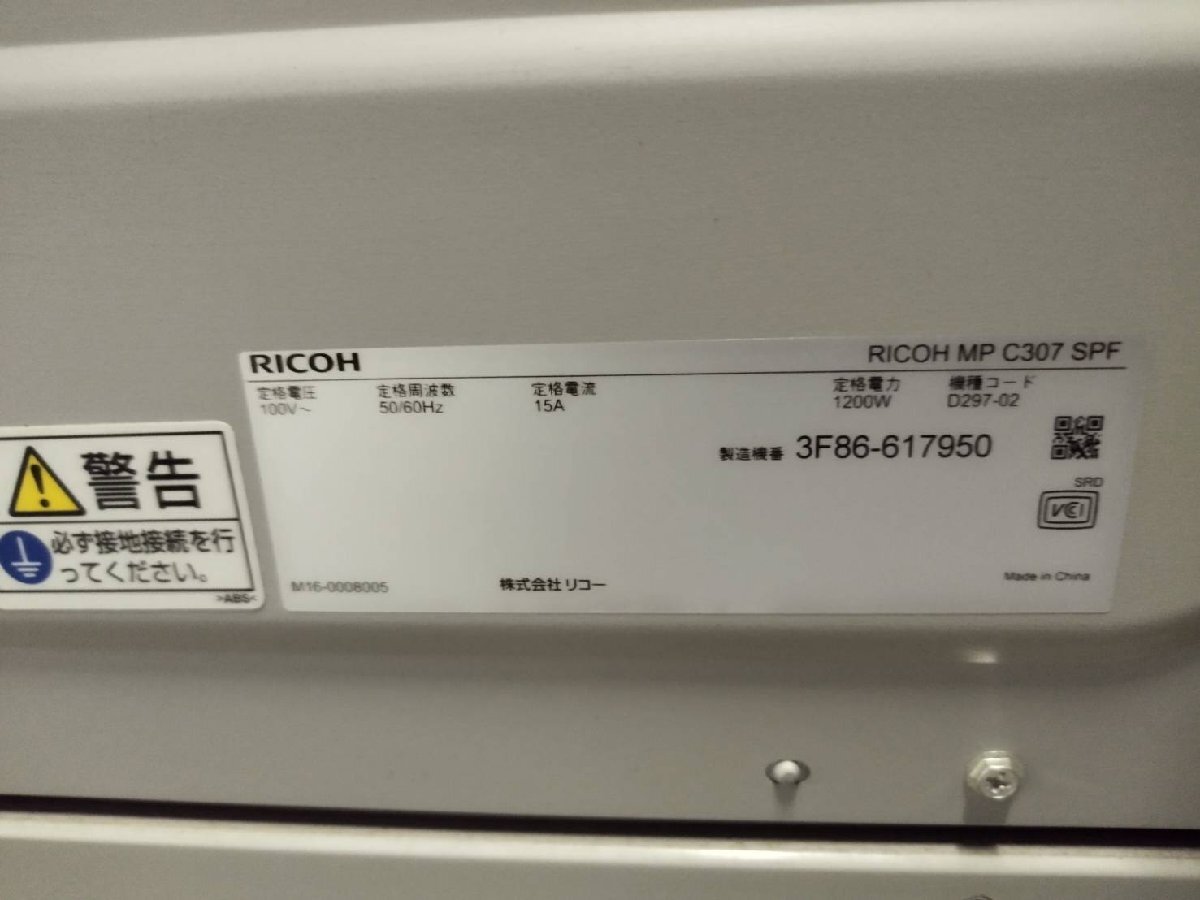 RICOH
RICOH MP C307 SPF
定格電圧 定格周波数 定格電流 定格電力 機種コード
100V～ 50/60Hz 15A 1200W D297-02
製造機番 3F86-617950
SRD
VCCI
M16-0008005 株式会社 リコー Made in China
警告
必ず接地接続を行
ってください。
>ABS<